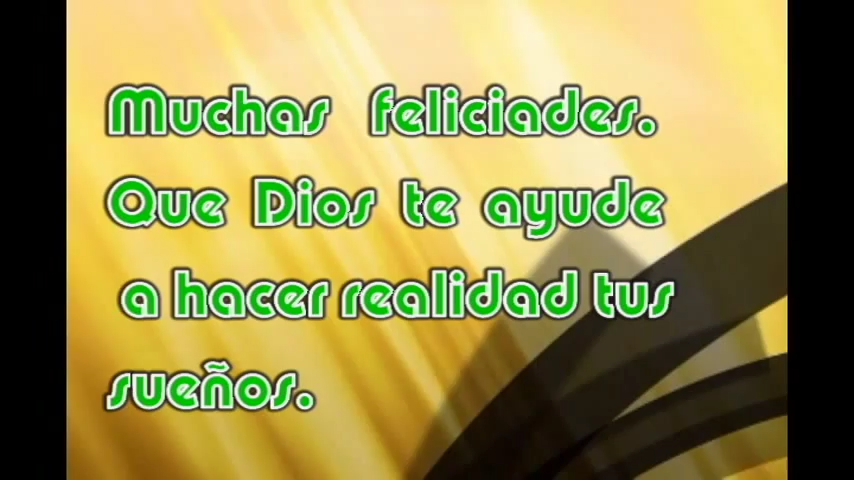 Muchas feliciades.
Que Dios te ayude
a hacer realidad tus
sueños.